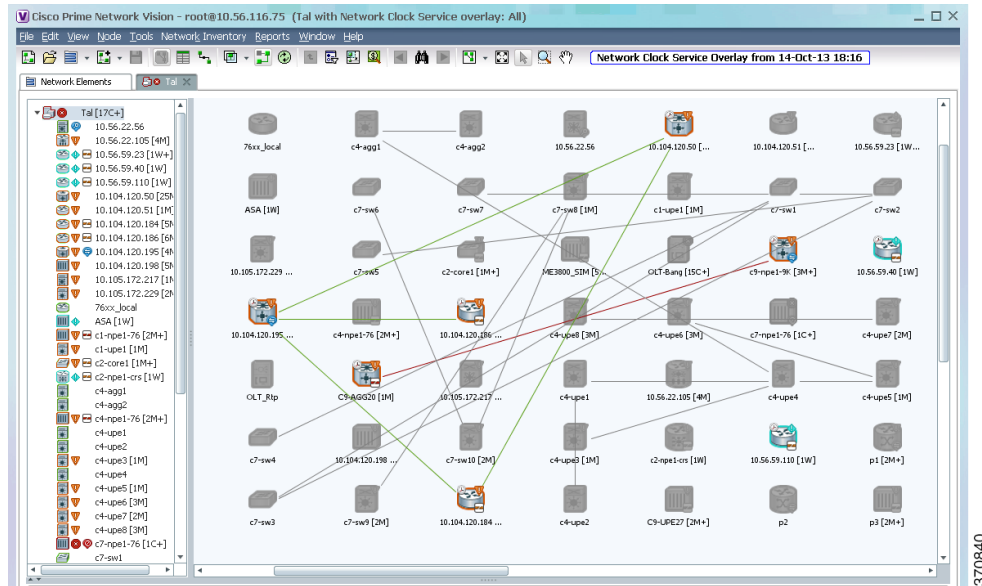 Cisco Prime Network Vision - root@10.56.116.75 (Tal with Network Clock Service overlay: All)
File Edit View Node Tools Network Inventory Reports Window Help
Network Clock Service Overlay from 14-Oct-13 18:16
Network Elements Tal
Tal [17C+]
10.56.22.56
10.56.22.105 [4M]
10.56.59.23 [1W+]
10.56.59.40 [1W]
10.56.59.110 [1W]
10.104.120.50 [25M
10.104.120.51 [1M]
10.104.120.184 [5M
10.104.120.186 [6M
10.104.120.195 [4M
10.104.120.198 [5M
10.105.172.217 [1M
10.105.172.229 [2M
76xx_local
ASA [1W]
c1-npe1-76 [2M+]
c1-upe1 [1M]
c2-core1 [1M+]
c2-npe1-crs [1W]
c4-agg1
c4-agg2
c4-npe1-76 [2M+]
c4-upe1
c4-upe2
c4-upe3 [1M]
c4-upe4
c4-upe5 [1M]
c4-upe6 [3M]
c4-upe7 [2M]
c4-upe8 [3M]
c7-npe1-76 [1C+]
c7-sw1
76xx_local c4-agg1 c4-agg2 10.56.22.56 10.104.120.50 [... 10.104.120.51 [... 10.56.59.23 [1W...
ASA [1W] c7-sw6 c7-sw7 c7-sw8 [1M] c1-upe1 [1M] c7-sw1 c7-sw2
10.105.172.229 ... c7-sw5 c2-core1 [1M+] ME3800_SIM [5... OLT-Bang [15C+] c9-npe1-9K [3M+] 10.56.59.40 [1W]
10.104.120.195 ... c4-npe1-76 [2M+] 10.104.120.186 ... c4-upe8 [3M] c4-upe6 [3M] c7-npe1-76 [1C+] c4-upe7 [2M]
OLT_Rtp C9-AGG20 [1M] 10.105.172.217 ... c4-upe1 10.56.22.105 [4M] c4-upe4 c4-upe5 [1M]
c7-sw4 10.104.120.198 ... c7-sw10 [2M] c4-upe3 [1M] c2-npe1-crs [1W] 10.56.59.110 [1W] p1 [2M+]
c7-sw3 c7-sw9 [2M] 10.104.120.184 ... c4-upe2 C9-UPE27 [2M+] p2 p3 [2M+]
370840